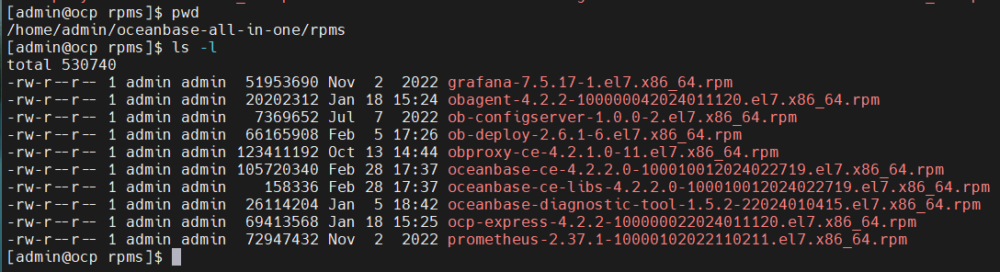 [admin@ocp rpms]$ pwd
/home/admin/oceanbase-all-in-one/rpms
[admin@ocp rpms]$ ls -l
total 530740
-rw-r--r-- 1 admin admin  51953690 Nov  2  2022 grafana-7.5.17-1.el7.x86_64.rpm
-rw-r--r-- 1 admin admin  20202312 Jan 18 15:24 obagent-4.2.2-100000042024011120.el7.x86_64.rpm
-rw-r--r-- 1 admin admin   7369652 Jul  7  2022 ob-configserver-1.0.0-2.el7.x86_64.rpm
-rw-r--r-- 1 admin admin  66165908 Feb  5 17:26 ob-deploy-2.6.1-6.el7.x86_64.rpm
-rw-r--r-- 1 admin admin 123411192 Oct 13 14:44 obproxy-ce-4.2.1.0-11.el7.x86_64.rpm
-rw-r--r-- 1 admin admin 105720340 Feb 28 17:37 oceanbase-ce-4.2.2.0-100010012024022719.el7.x86_64.rpm
-rw-r--r-- 1 admin admin    158336 Feb 28 17:37 oceanbase-ce-libs-4.2.2.0-100010012024022719.el7.x86_64.rpm
-rw-r--r-- 1 admin admin  26114204 Jan  5 18:42 oceanbase-diagnostic-tool-1.5.2-22024010415.el7.x86_64.rpm
-rw-r--r-- 1 admin admin  69413568 Jan 18 15:25 ocp-express-4.2.2-100000022024011120.el7.x86_64.rpm
-rw-r--r-- 1 admin admin  72947432 Nov  2  2022 prometheus-2.37.1-10000102022110211.el7.x86_64.rpm
[admin@ocp rpms]$